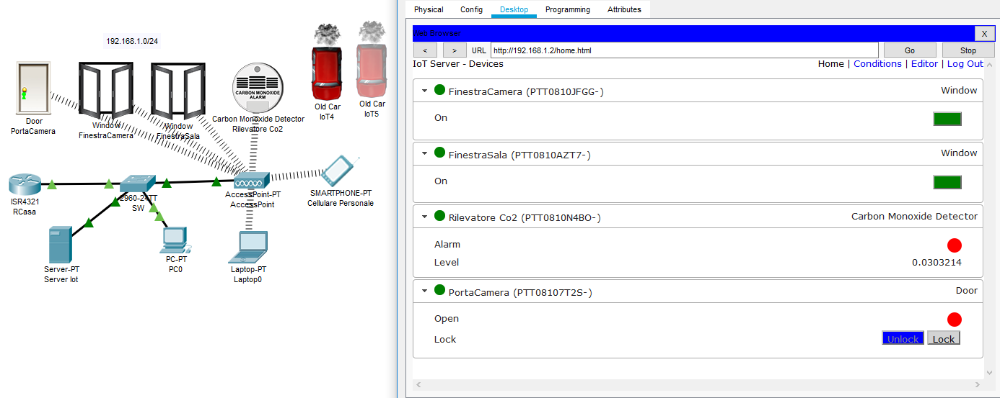 192.168.1.0/24
Door
PortaCamera
Window
FinestraCamera
Window
FinestraSala
CARBON MONOXIDE
ALARM
Carbon Monoxide Detector
Rilevatore Co2
Old Car
IoT4
Old Car
IoT5
ISR4321
RCasa
2960-24TT
SW
AccessPoint-PT
AccessPoint
SMARTPHONE-PT
Cellulare Personale
Server-PT
Server Iot
PC-PT
PC0
Laptop-PT
Laptop0
Physical Config Desktop Programming Attributes
Web Browser X
< > URL http://192.168.1.2/home.html Go Stop
IoT Server - Devices Home | Conditions | Editor | Log Out
FinestraCamera (PTT0810JFGG-) Window
On
FinestraSala (PTT0810AZT7-) Window
On
Rilevatore Co2 (PTT0810N4BO-) Carbon Monoxide Detector
Alarm
Level 0.0303214
PortaCamera (PTT08107T2S-) Door
Open
Lock Unlock Lock